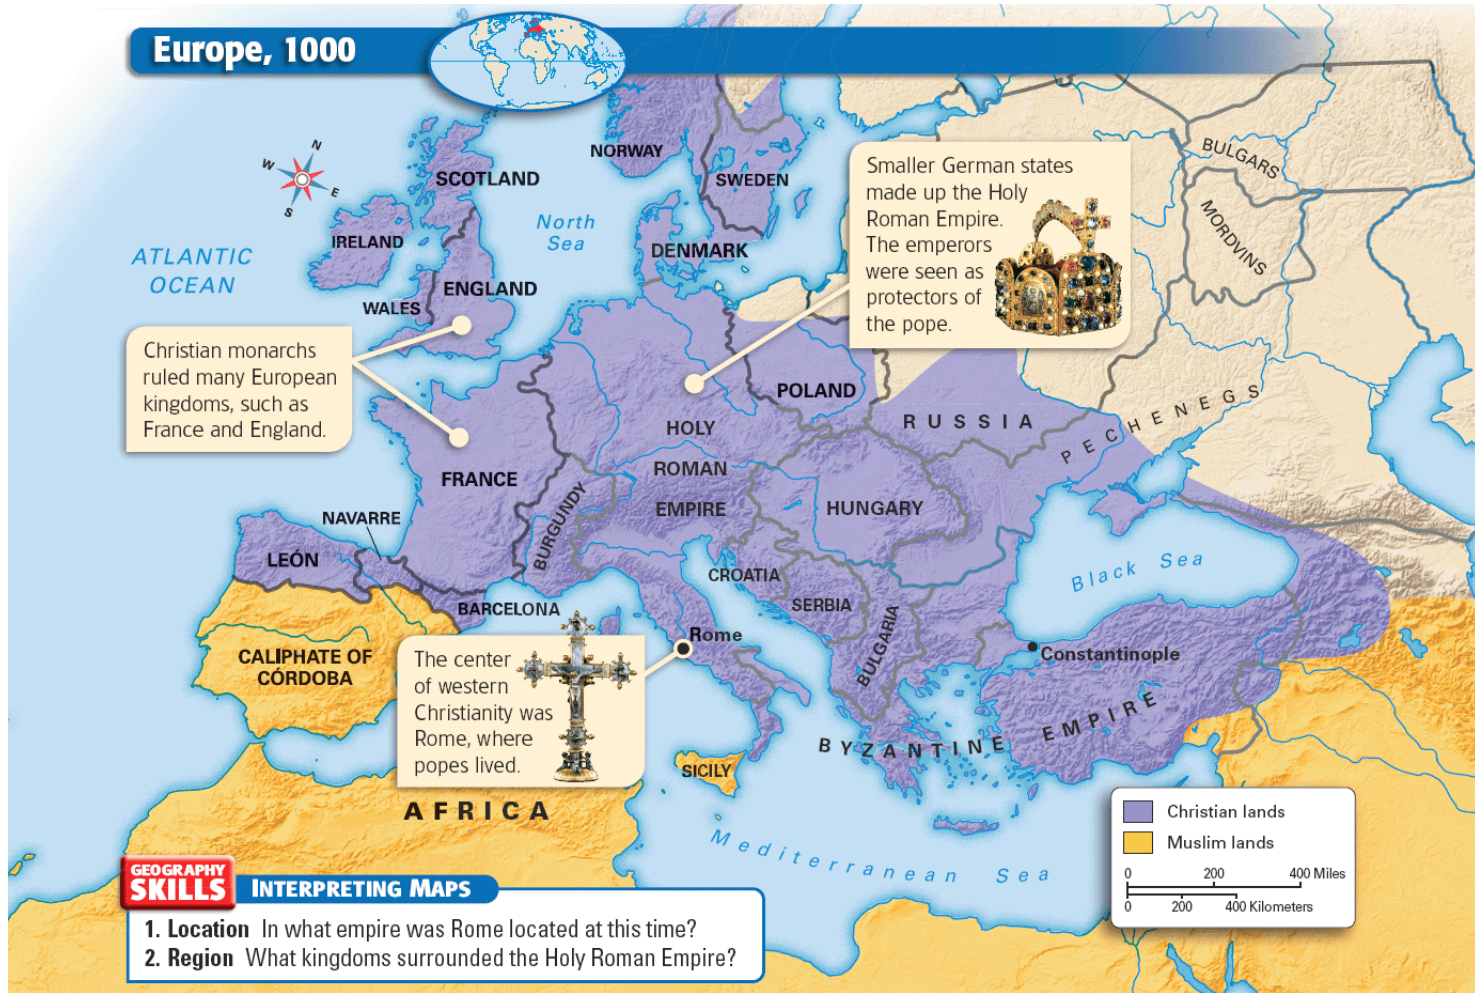 Europe, 1000
N
W
E
S
NORWAY
SWEDEN
SCOTLAND
North
Sea
IRELAND
DENMARK
ATLANTIC
OCEAN
ENGLAND
WALES
BULGARS
MORDVINS
Smaller German states
made up the Holy
Roman Empire.
The emperors
were seen as
protectors of
the pope.
Christian monarchs
ruled many European
kingdoms, such as
France and England.
POLAND
RUSSIA
PECHENEGS
HOLY
ROMAN
EMPIRE
FRANCE
BURGUNDY
HUNGARY
NAVARRE
LEÓN
CROATIA
SERBIA
BULGARIA
Black Sea
BARCELONA
Rome
Constantinople
CALIPHATE OF
CÓRDOBA
The center
of western
Christianity was
Rome, where
popes lived.
BYZANTINE EMPIRE
SICILY
AFRICA
Mediterranean Sea
Christian lands
Muslim lands
0 200 400 Miles
0 200 400 Kilometers
GEOGRAPHY
SKILLS INTERPRETING MAPS
1. Location In what empire was Rome located at this time?
2. Region What kingdoms surrounded the Holy Roman Empire?